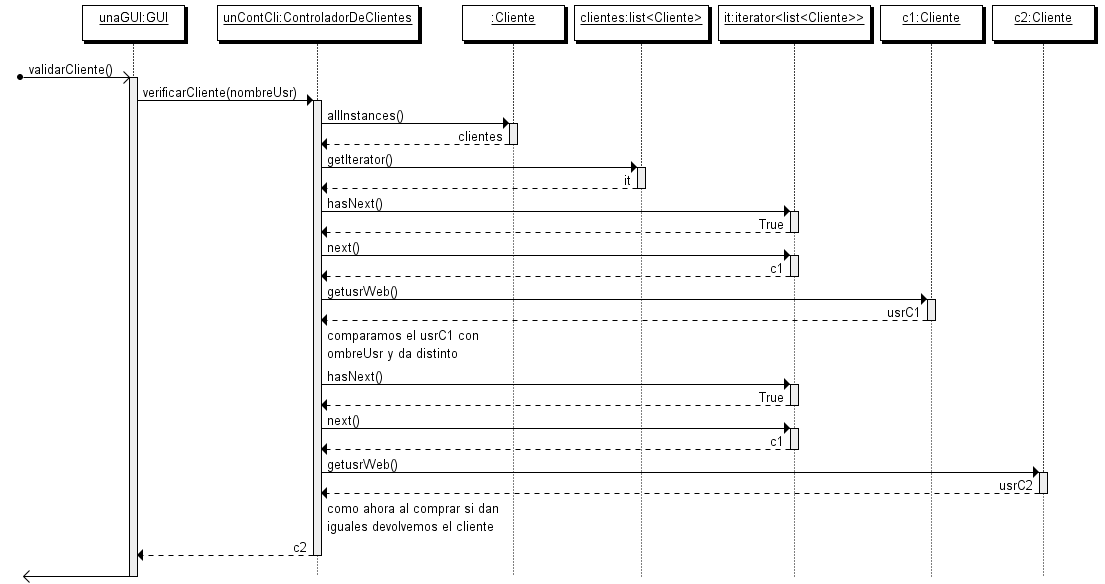 unaGUI:GUI
unContCli:ControladorDeClientes
:Cliente
clientes:list<Cliente>
it:iterator<list<Cliente>>
c1:Cliente
c2:Cliente
validarCliente()
verificarCliente(nombreUsr)
allInstances()
clientes
getIterator()
it
hasNext()
True
next()
c1
getusrWeb()
usrC1
comparamos el usrC1 con
ombreUsr y da distinto
hasNext()
True
next()
c1
getusrWeb()
usrC2
como ahora al comprar si dan
iguales devolvemos el cliente
c2